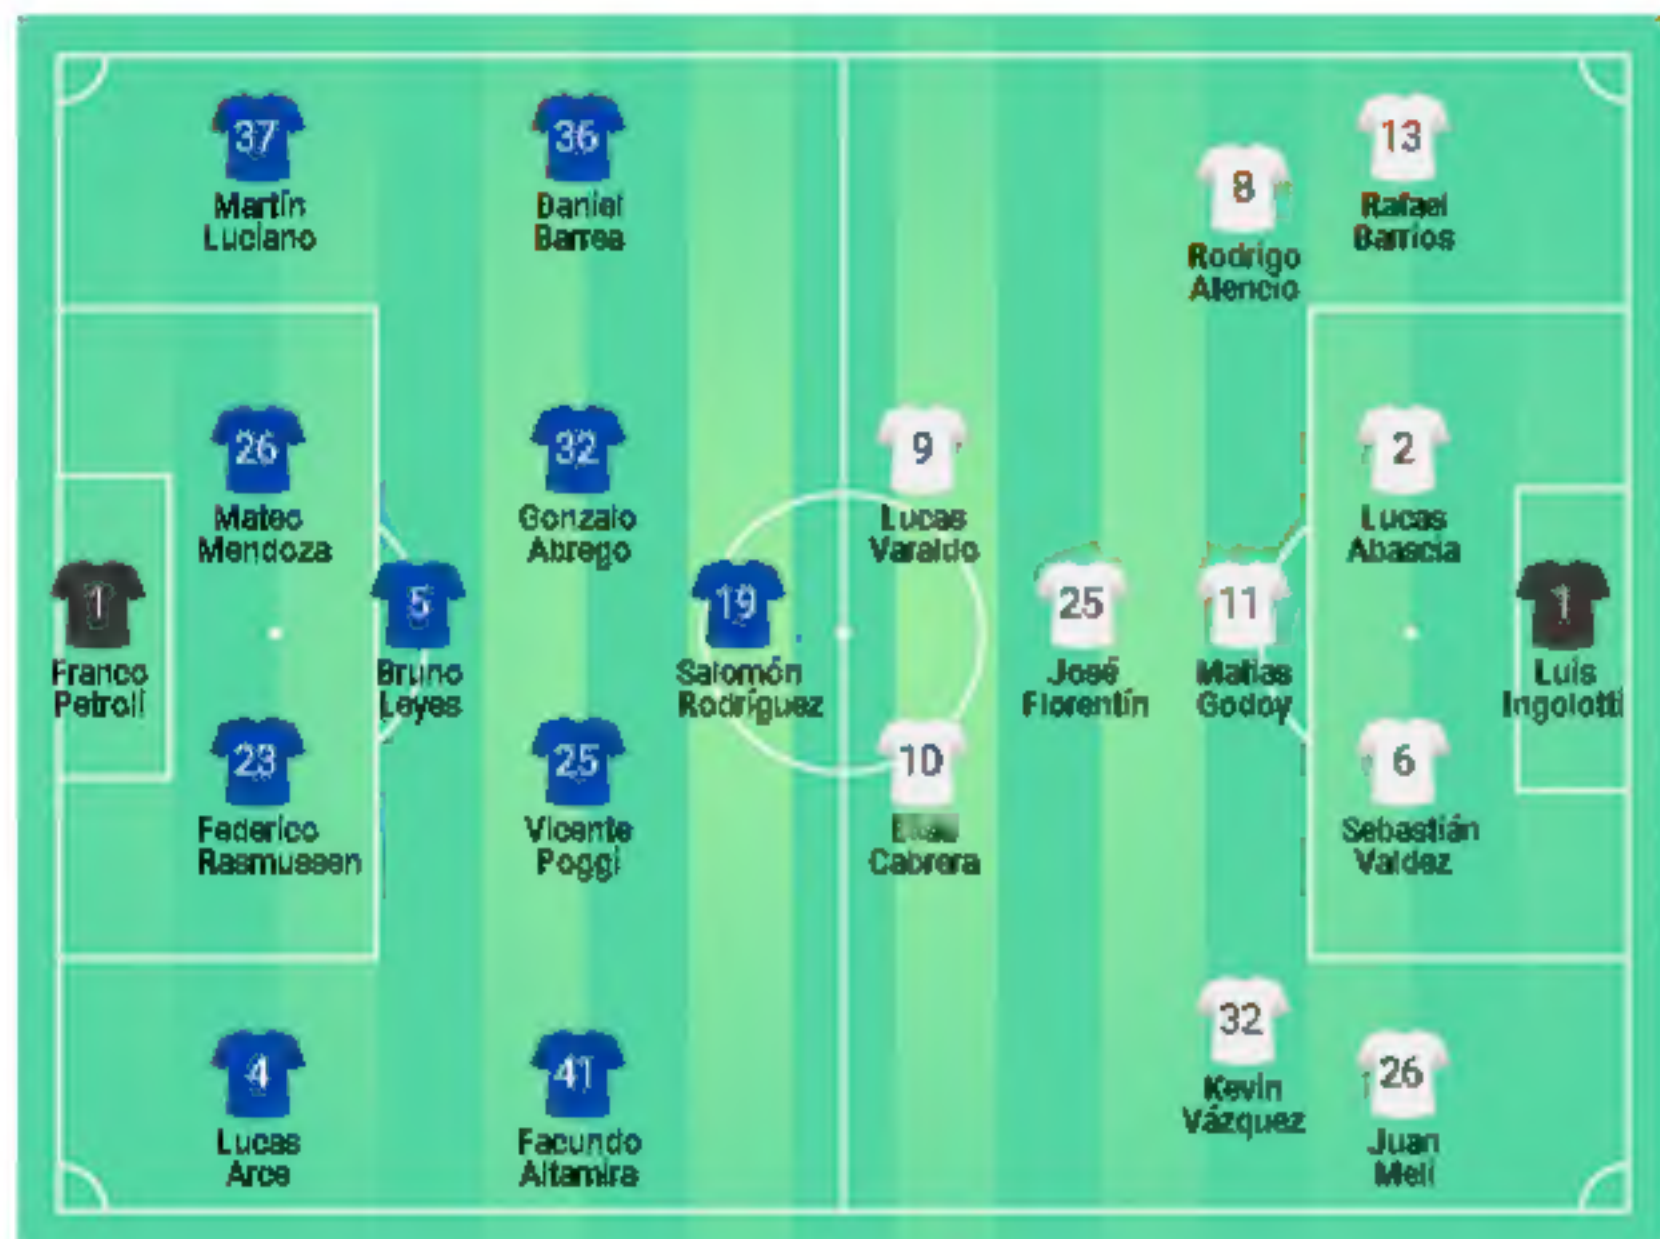 37
Martín
Luciano
36
Daniel
Barrea
8
Rodrigo
Atencio
13
Rafael
Barrios
26
Mateo
Mendoza
32
Gonzalo
Abrego
9
Lucas
Varaldo
2
Lucas
Abascia
1
Franco
Petroli
5
Bruno
Leyes
19
Salomón
Rodríguez
25
José
Florentín
11
Matías
Godoy
1
Luis
Ingolotti
23
Federico
Rasmussen
25
Vicente
Poggi
10
Cabrera
6
Sebastián
Valdez
4
Lucas
Arce
41
Facundo
Altamira
32
Kevin
Vázquez
26
Juan
Meli